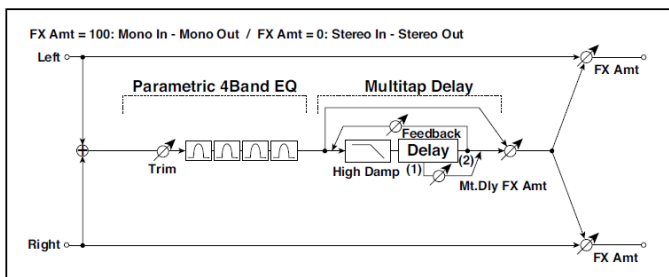 FX Amt = 100: Mono In - Mono Out / FX Amt = 0: Stereo In - Stereo Out
Left
FX Amt
Parametric 4Band EQ
Multitap Delay
Feedback
Trim
High Damp
Delay
(1)
(2)
Mt.Dly FX Amt
Right
FX Amt